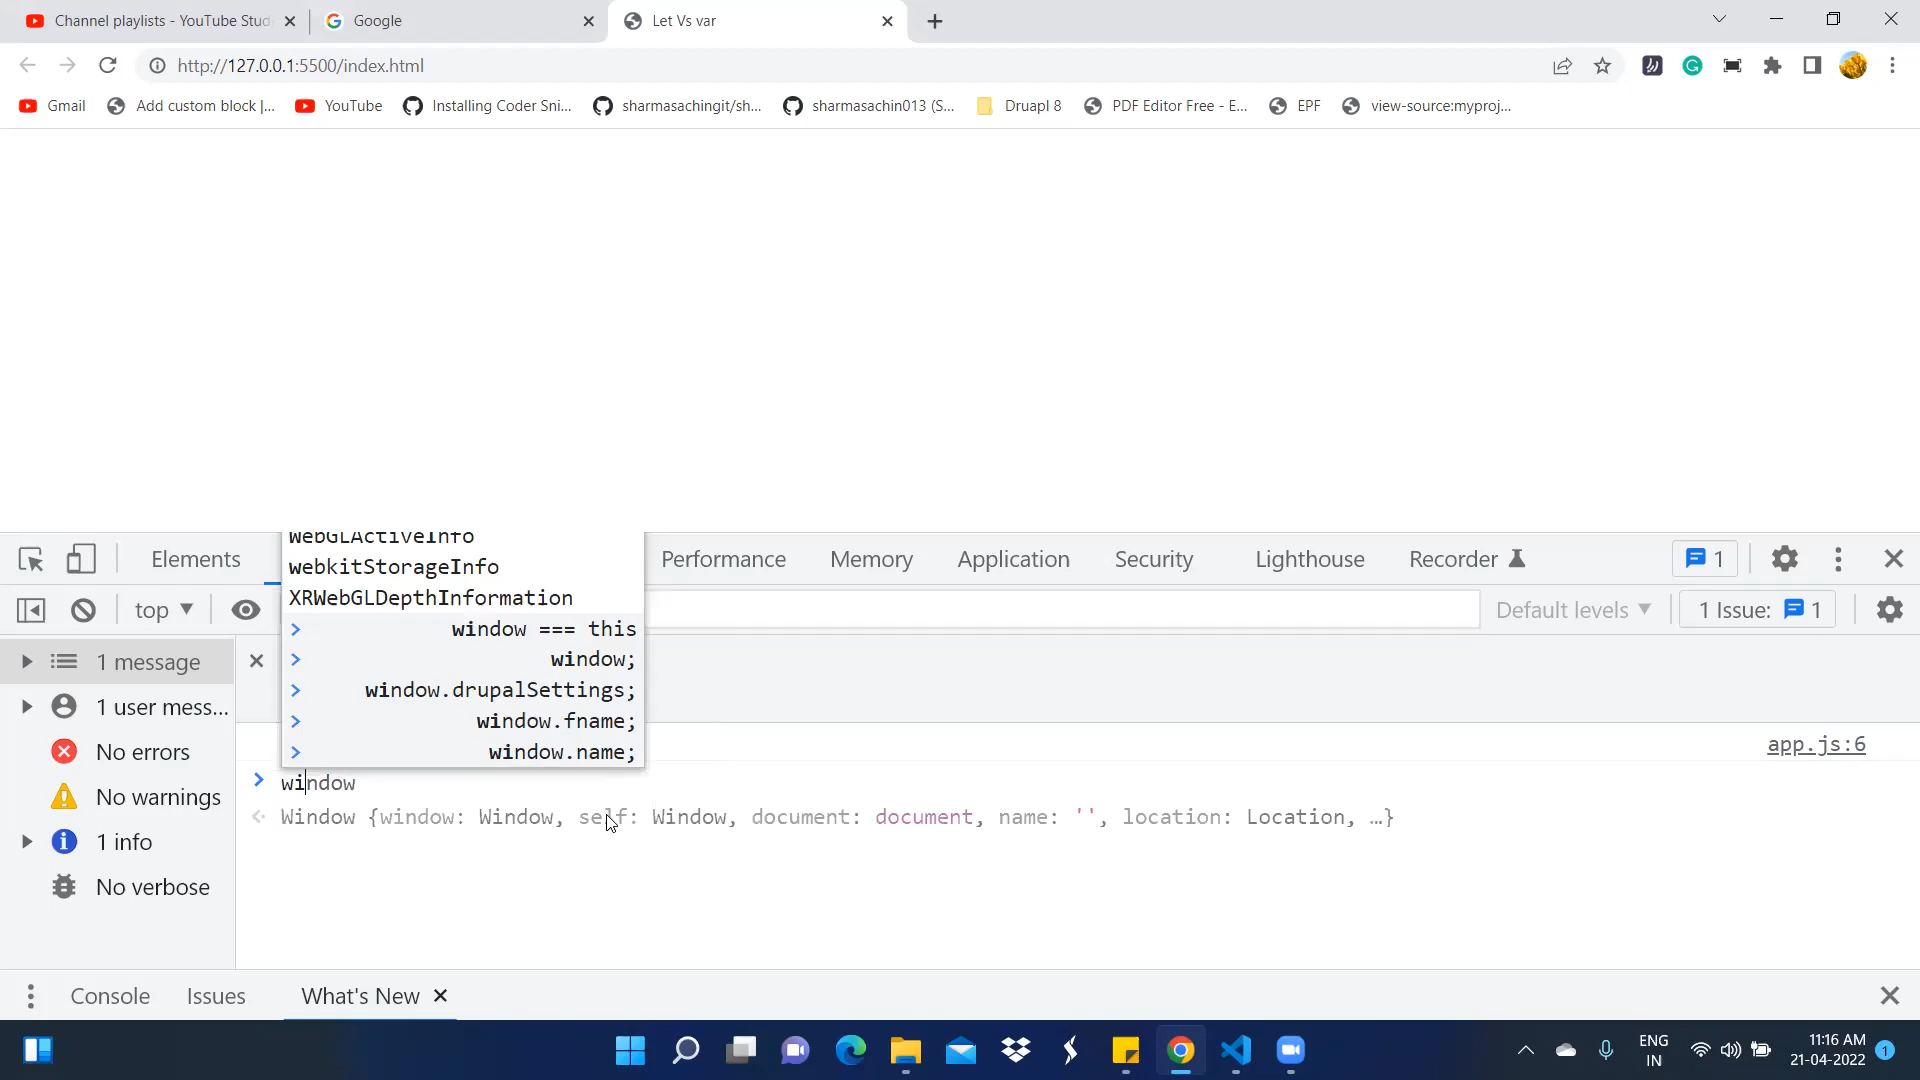 Channel playlists - YouTube Stud
Google
Let Vs var
http://127.0.0.1:5500/index.html
Gmail
Add custom block |...
YouTube
Installing Coder Sni...
sharmasachingit/sh...
sharmasachin013 (S...
Druapl 8
PDF Editor Free - E...
EPF
view-source:myproj...
WebGLActiveInfo
webkitStorageInfo
XRWebGLDepthInformation
> window === this
> window;
> window.drupalSettings;
> window.fname;
> window.name;
Elements
Performance
Memory
Application
Security
Lighthouse
Recorder
1
top
Default levels
1 Issue: 1
1 message
1 user mess...
No errors
No warnings
1 info
No verbose
app.js:6
> window
Window {window: Window, self: Window, document: document, name: '', location: Location, …}
Console
Issues
What's New
ENG
IN
11:16 AM
21-04-2022
1